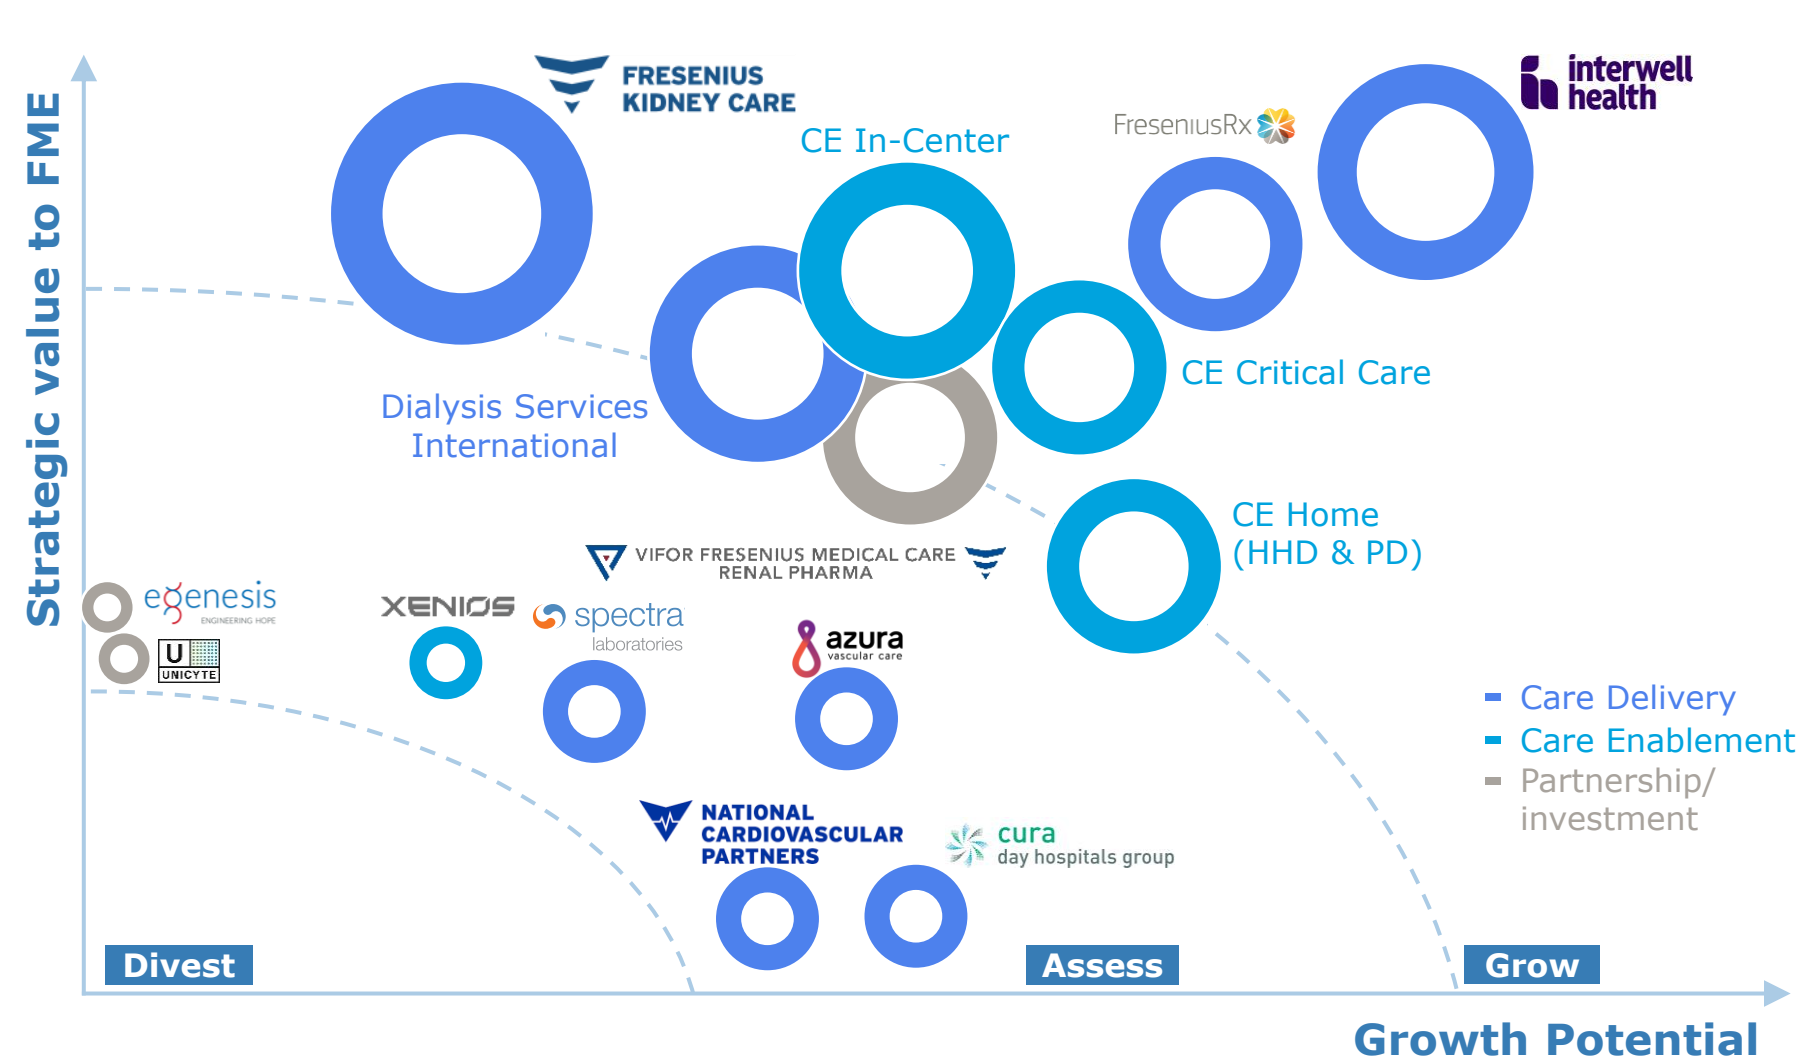 FRESENIUS
KIDNEY CARE
interwell
health
FreseniusRx
CE In-Center
Strategic value to FME
CE Critical Care
Dialysis Services
International
CE Home
(HHD & PD)
VIFOR FRESENIUS MEDICAL CARE
RENAL PHARMA
egenesis
ENGINEERING HOPE
XENIOS
spectra
laboratories
azura
vascular care
U
UNICYTE
Care Delivery
Care Enablement
Partnership/
investment
NATIONAL
CARDIOVASCULAR
PARTNERS
cura
day hospitals group
Divest
Assess
Grow
Growth Potential